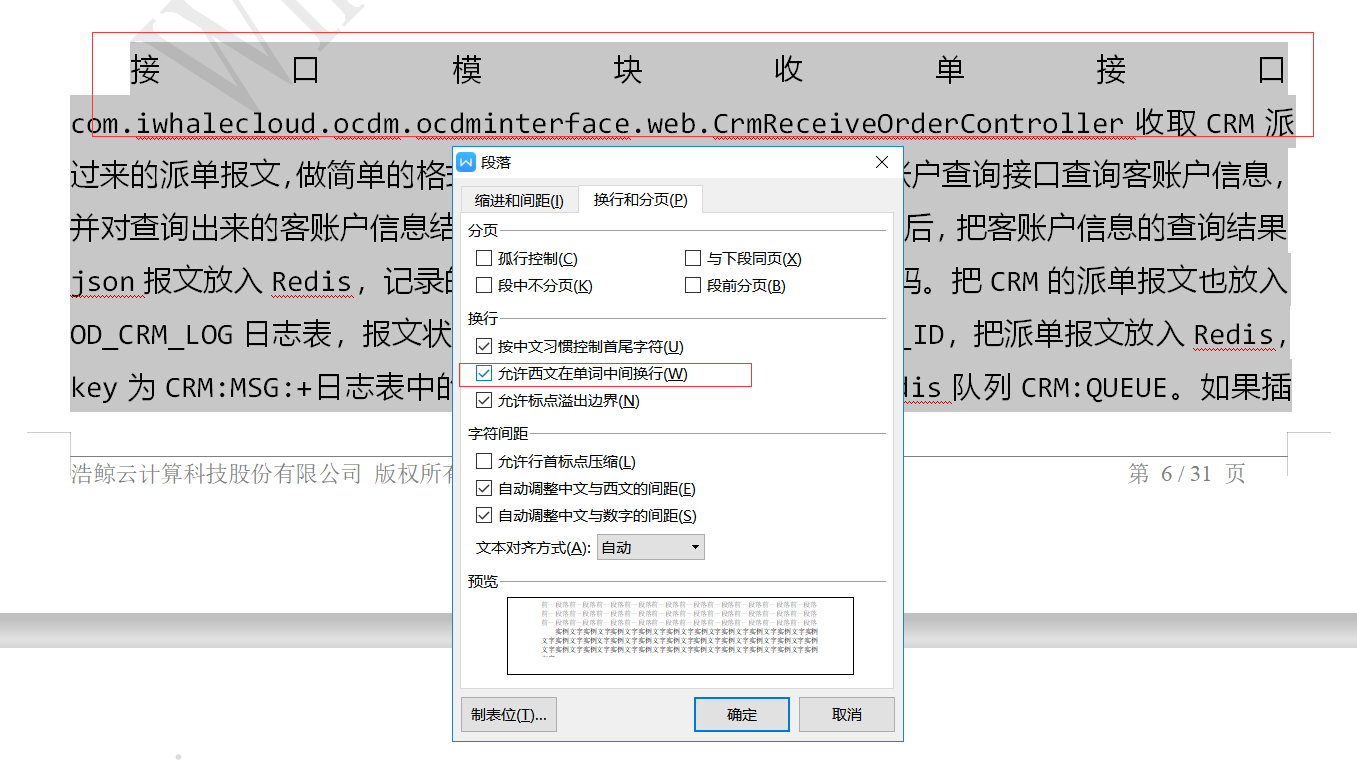 接口模块收单接口
com.iwhalecloud.ocdm.ocdminterface.web.CrmReceiveOrderController 收取 CRM 派
过来的派单报文,做简单的格 账户查询接口查询客账户信息,
并对查询出来的客账户信息结 后,把客账户信息的查询结果
json 报文放入 Redis, 记录的 码。把 CRM 的派单报文也放入
OD_CRM_LOG 日志表, 报文状 _ID, 把派单报文放入 Redis,
key 为 CRM:MSG:+日志表中的 dis 队列 CRM:QUEUE。如果插
浩鲸云计算科技股份有限公司 版权所有
第 6 / 31 页
段落
缩进和间距(I) 换行和分页(P)
分页
孤行控制(C) 与下段同页(X)
段中不分页(K) 段前分页(B)
换行
按中文习惯控制首尾字符(U)
允许西文在单词中间换行(W)
允许标点溢出边界(N)
字符间距
允许行首标点压缩(L)
自动调整中文与西文的间距(E)
自动调整中文与数字的间距(S)
文本对齐方式(A): 自动
预览
制表位(T)... 确定 取消